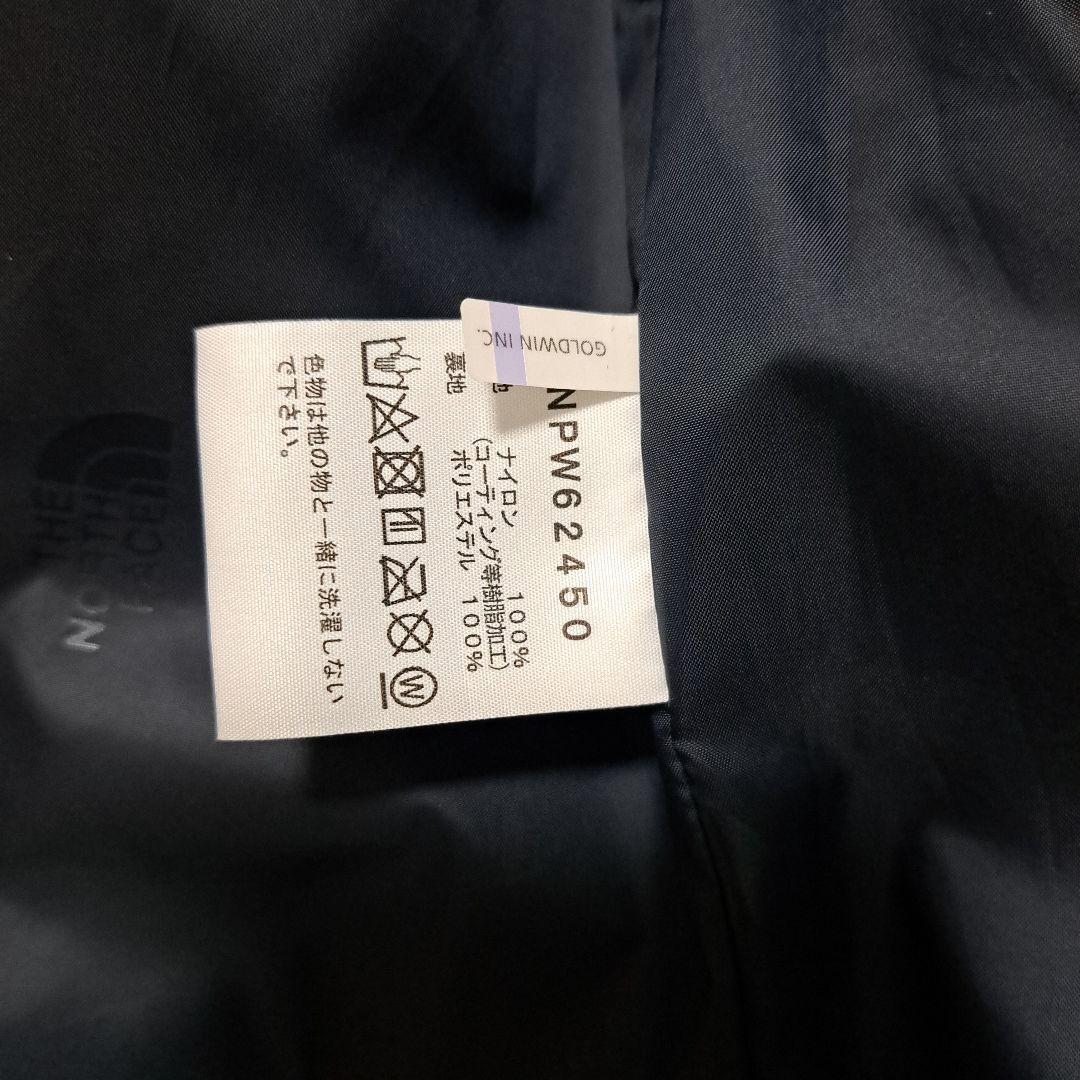 GOLDWIN INC.
NPW62450
地
ナイロン 100%
(コーティング等樹脂加工)
裏地 ポリエステル 100%
W
色物は他の物と一緒に洗濯しない
で下さい。
THE
NORTH
FACE